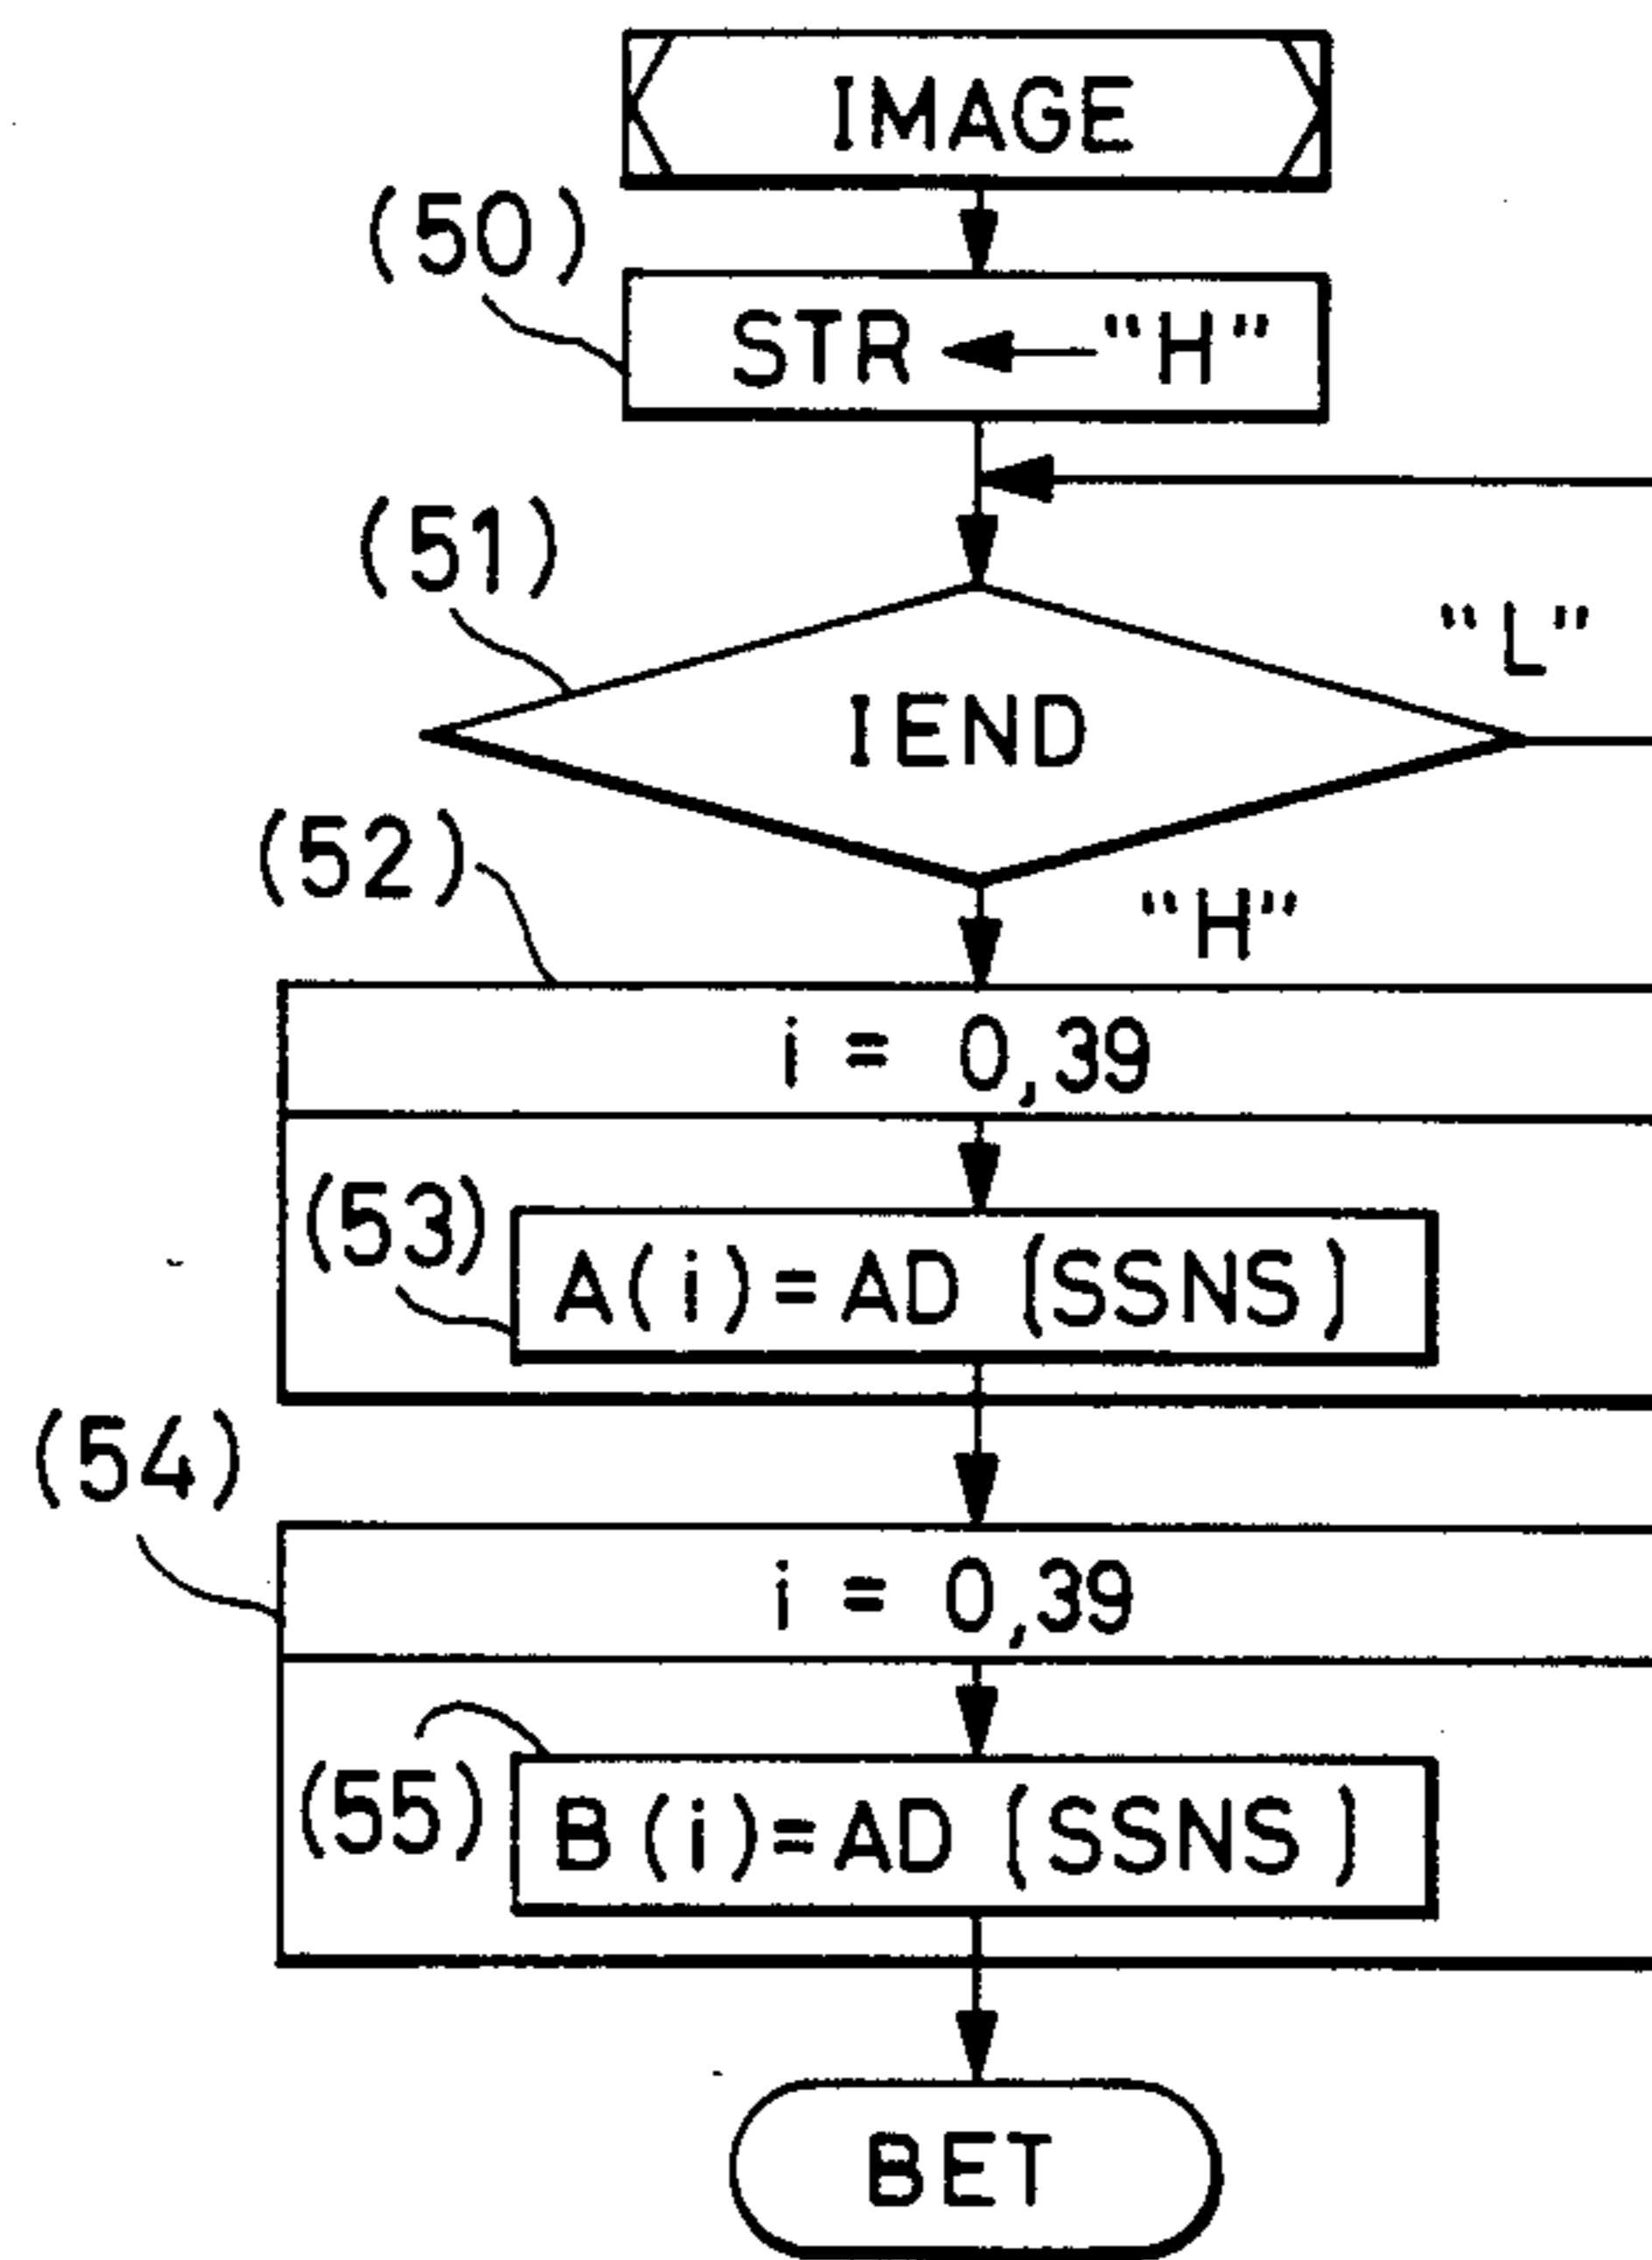 IMAGE
(50)
STR ← "H"
(51)
"L"
IEND
(52)
"H"
i = 0,39
(53)
A(i)=AD (SSNS)
(54)
i = 0,39
(55)
B(i)=AD (SSNS)
BET